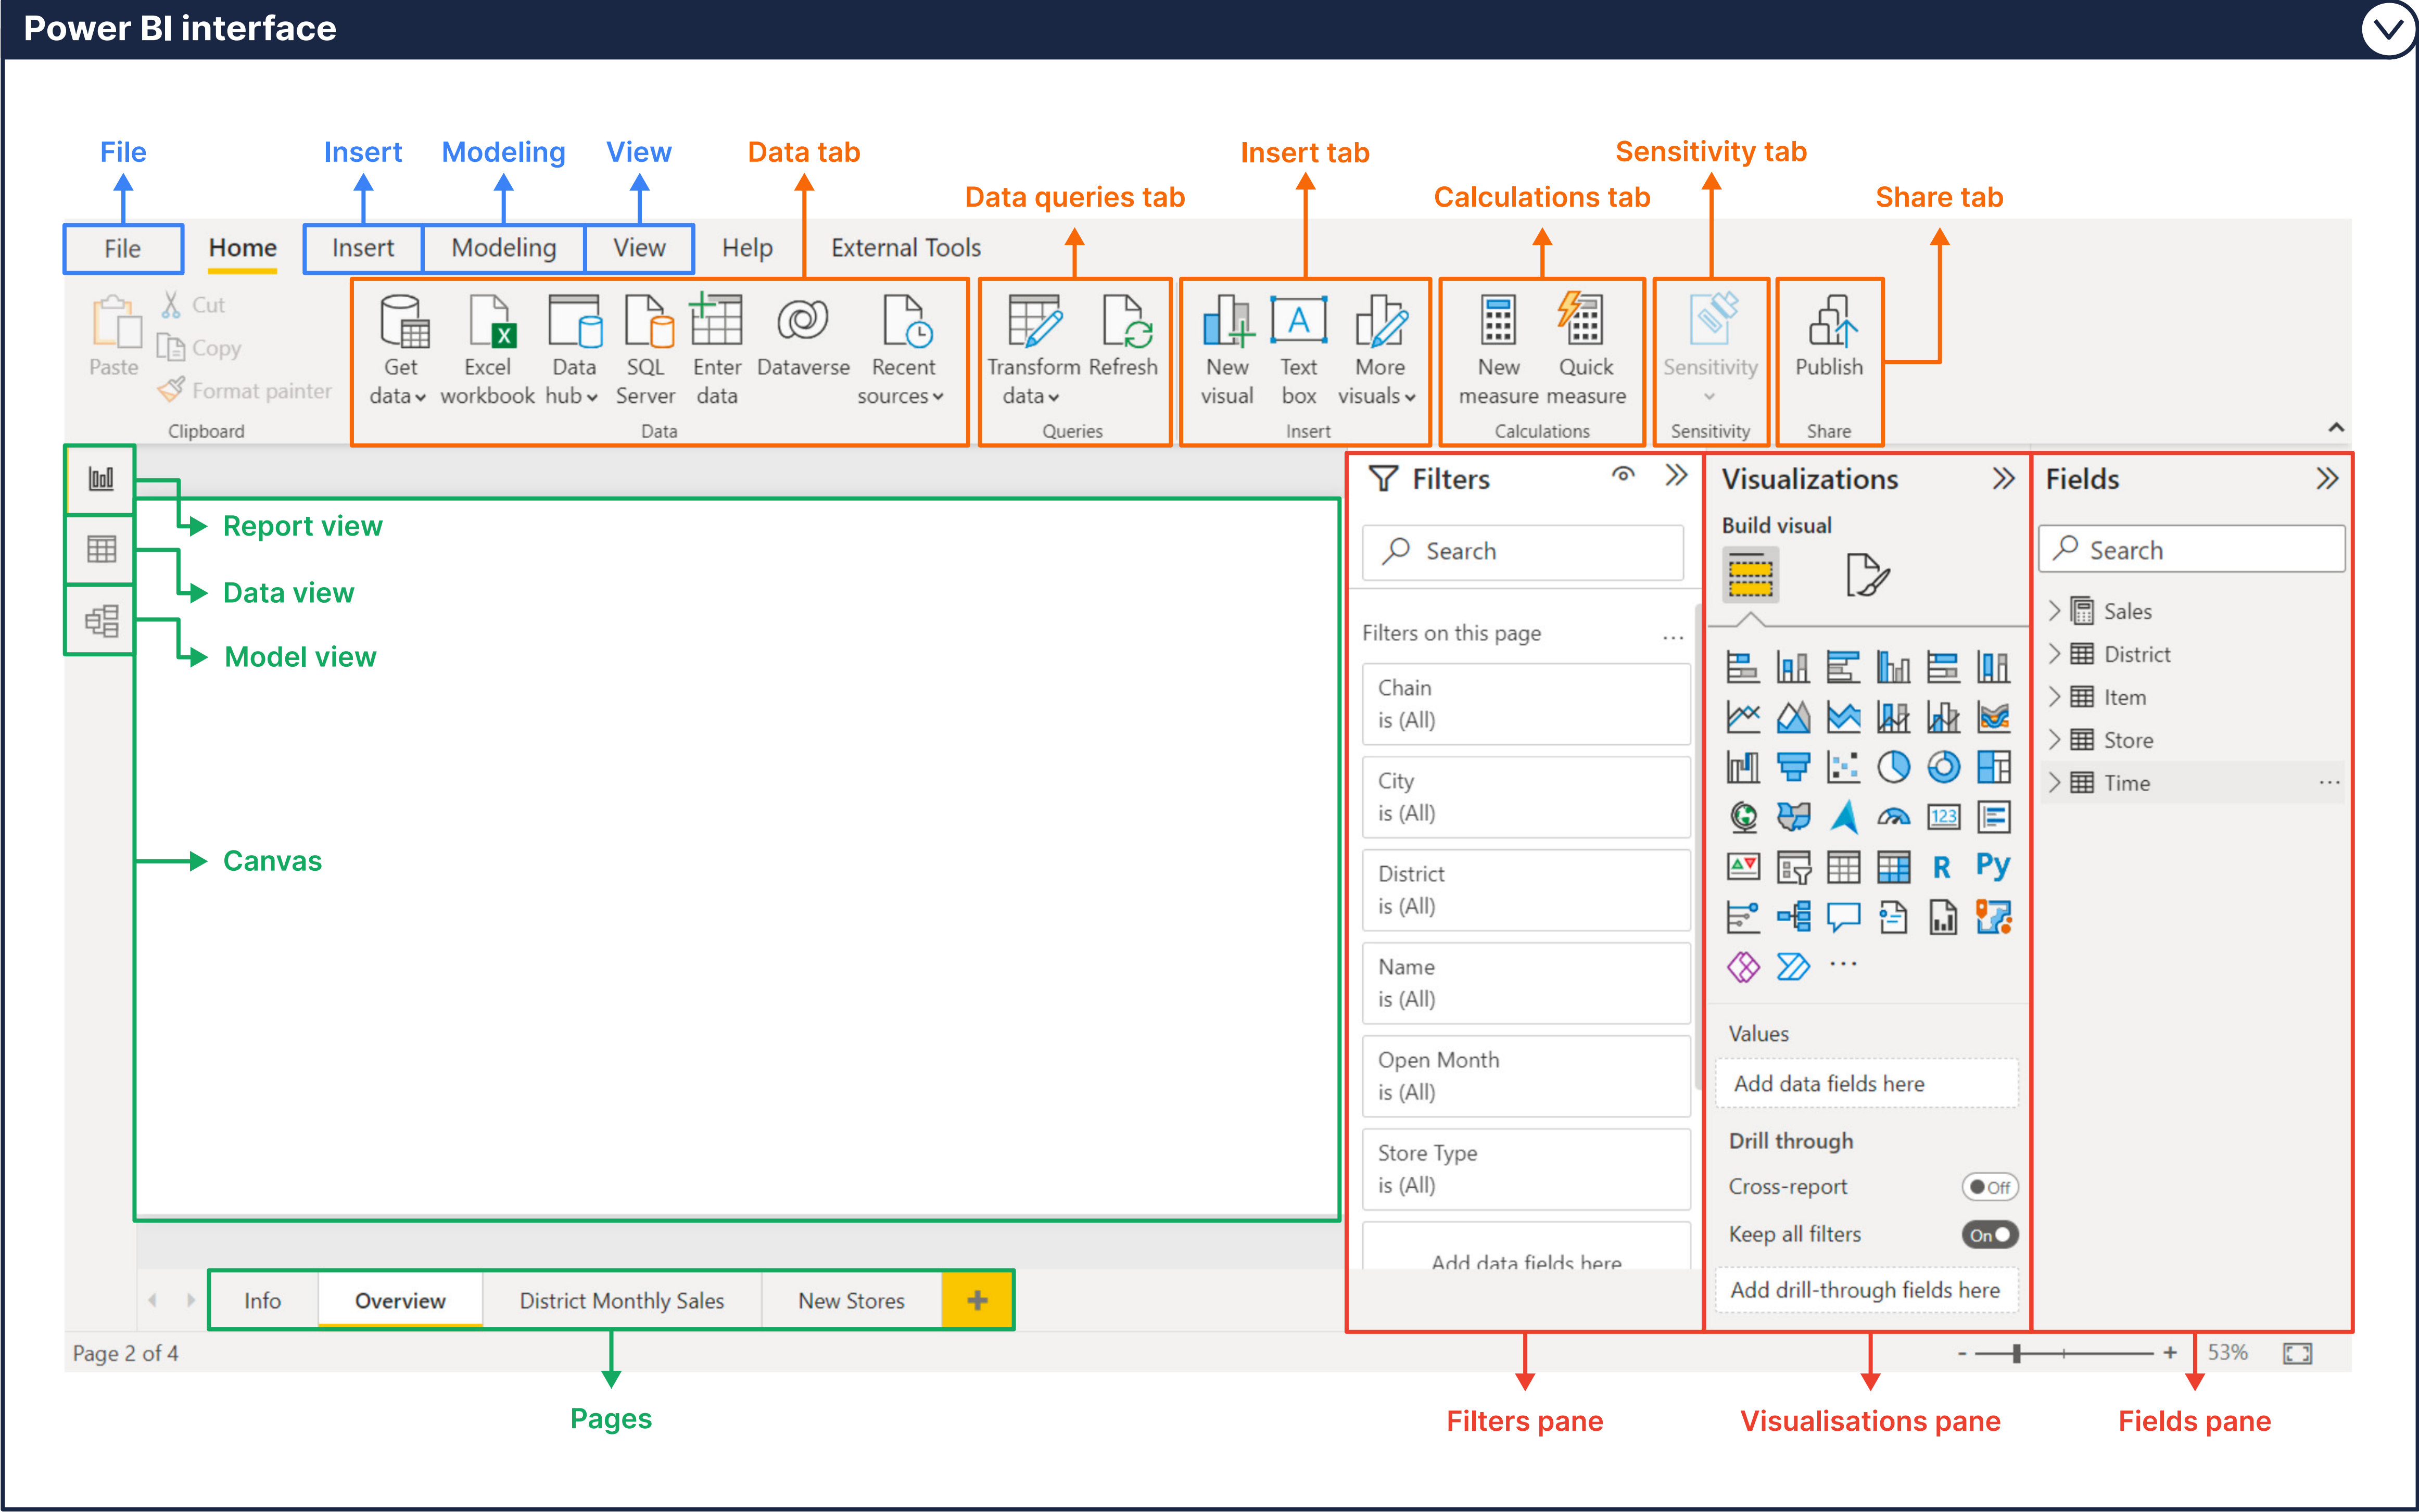 Power BI interface
File
Insert
Modeling
View
Data tab
Insert tab
Sensitivity tab
Data queries tab
Calculations tab
Share tab
File
Home
Insert
Modeling
View
Help
External Tools
Paste
Cut
Copy
Format painter
Clipboard
Get
data
Excel
workbook
Data
hub
SQL
Server
Enter
data
Dataverse
Recent
sources
Data
Transform
data
Refresh
Queries
New
visual
A
Text
box
More
visuals
Insert
New
measure
Quick
measure
Calculations
Sensitivity
Sensitivity
Publish
Share
Report view
Data view
Model view
Canvas
Filters
Search
Filters on this page
...
Chain
is (All)
City
is (All)
District
is (All)
Name
is (All)
Open Month
is (All)
Store Type
is (All)
Add data fields here
Visualizations
Build visual
123
R
Py
...
Values
Add data fields here
Drill through
Cross-report
Off
Keep all filters
On
Add drill-through fields here
Fields
Search
Sales
District
Item
Store
Time
...
Info
Overview
District Monthly Sales
New Stores
+
Page 2 of 4
- + 53%
Pages
Filters pane
Visualisations pane
Fields pane